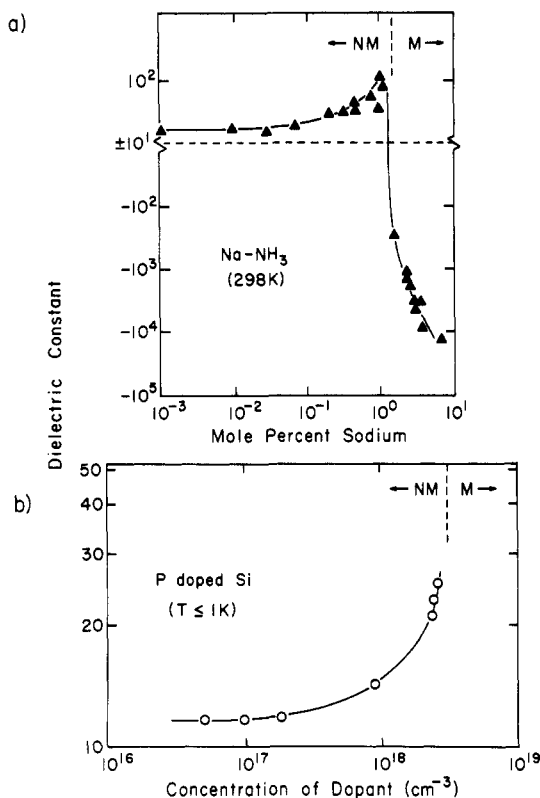 a)
← NM M →
10²
±10¹
-10²
-10³
-10⁴
-10⁵
Na-NH₃
(298K)
10⁻³ 10⁻² 10⁻¹ 10⁰ 10¹
Mole Percent Sodium
Dielectric Constant
b)
← NM M →
50
40
30
20
10
P doped Si
(T ≤ 1K)
10¹⁶ 10¹⁷ 10¹⁸ 10¹⁹
Concentration of Dopant (cm⁻³)